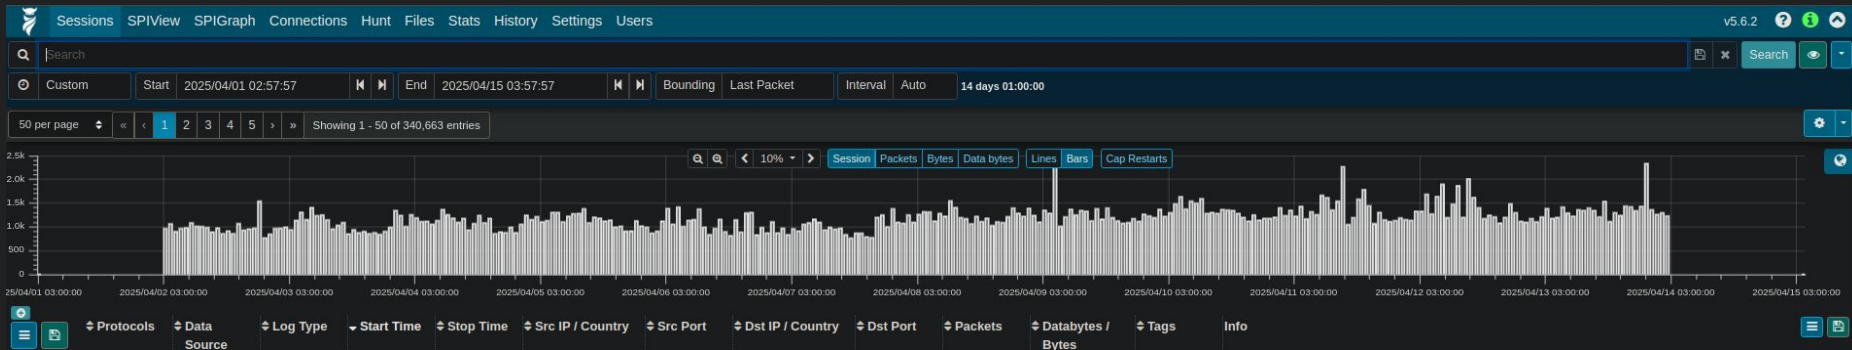 Sessions SPIView SPIGraph Connections Hunt Files Stats History Settings Users v5.6.2
Search Search
Custom Start 2025/04/01 02:57:57 End 2025/04/15 03:57:57 Bounding Last Packet Interval Auto 14 days 01:00:00
50 per page « ‹ 1 2 3 4 5 › » Showing 1 - 50 of 340,663 entries
10% Session Packets Bytes Data bytes Lines Bars Cap Restarts
2.5k
2.0k
1.5k
1.0k
500
0
25/04/01 03:00:00 2025/04/02 03:00:00 2025/04/03 03:00:00 2025/04/04 03:00:00 2025/04/05 03:00:00 2025/04/06 03:00:00 2025/04/07 03:00:00 2025/04/08 03:00:00 2025/04/09 03:00:00 2025/04/10 03:00:00 2025/04/11 03:00:00 2025/04/12 03:00:00 2025/04/13 03:00:00 2025/04/14 03:00:00 2025/04/15 03:00:00
Protocols Data Source Log Type Start Time Stop Time Src IP / Country Src Port Dst IP / Country Dst Port Packets Databytes / Bytes Tags Info